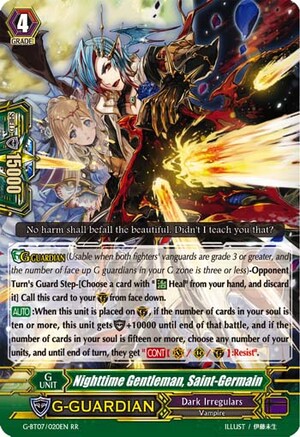 4
GRADE
15000
No harm shall befall the beautiful. Didn't I teach you that?
G GUARDIAN (Usable when both fighters' vanguards are grade 3 or greater, and
the number of face up G guardians in your G zone is three or less)-Opponent
Turn's Guard Step-[Choose a card with " Heal" from your hand, and discard
it] Call this card to your G from face down.
AUTO:When this unit is placed on G, if the number of cards in your soul is
ten or more, this unit gets +10000 until end of that battle, and if the
number of cards in your soul is fifteen or more, choose any number of your
units, and until end of turn, they get "CONT / :Resist".
G
UNIT
Nighttime Gentleman, Saint-Germain
G-GUARDIAN
Dark Irregulars
Vampire
G-BT07/020EN RR
ILLUST / 伊藤未生